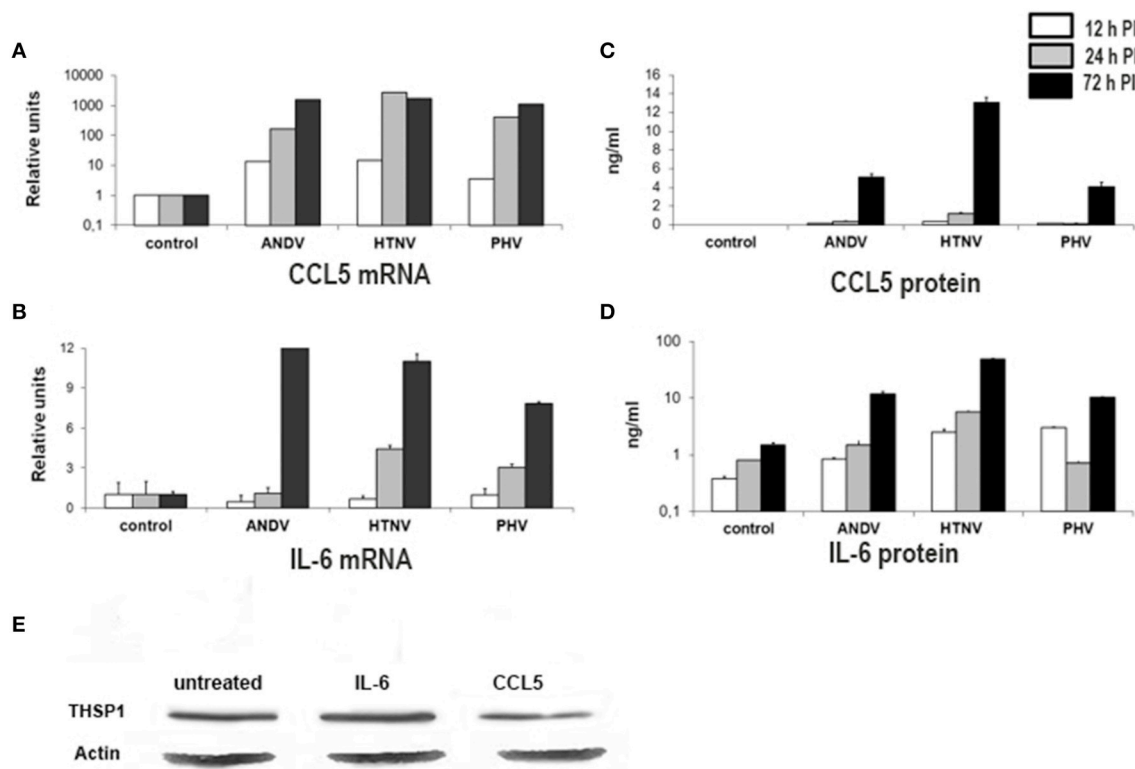 A
10000
1000
100
10
1
0,1
Relative units
control ANDV HTNV PHV
CCL5 mRNA
C
12 h PI
24 h PI
72 h PI
16
14
12
10
8
6
4
2
0
ng/ml
control ANDV HTNV PHV
CCL5 protein
B
12
9
6
3
0
Relative units
control ANDV HTNV PHV
IL-6 mRNA
D
100
10
1
0,1
ng/ml
control ANDV HTNV PHV
IL-6 protein
E
untreated IL-6 CCL5
THSP1
Actin